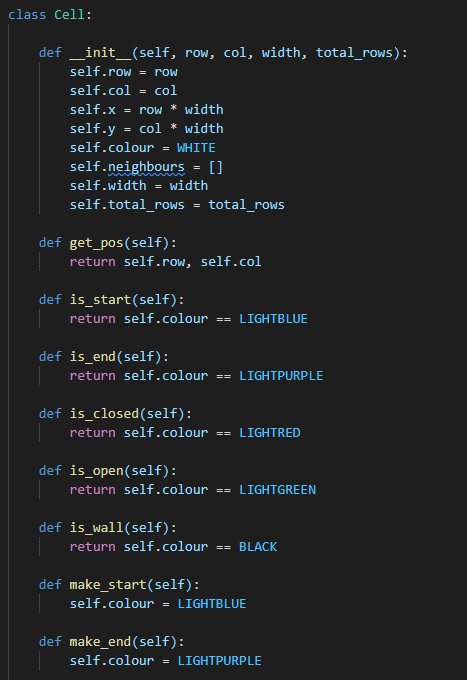 class Cell:
def __init__(self, row, col, width, total_rows):
self.row = row
self.col = col
self.x = row * width
self.y = col * width
self.colour = WHITE
self.neighbours = []
self.width = width
self.total_rows = total_rows
def get_pos(self):
return self.row, self.col
def is_start(self):
return self.colour == LIGHTBLUE
def is_end(self):
return self.colour == LIGHTPURPLE
def is_closed(self):
return self.colour == LIGHTRED
def is_open(self):
return self.colour == LIGHTGREEN
def is_wall(self):
return self.colour == BLACK
def make_start(self):
self.colour = LIGHTBLUE
def make_end(self):
self.colour = LIGHTPURPLE